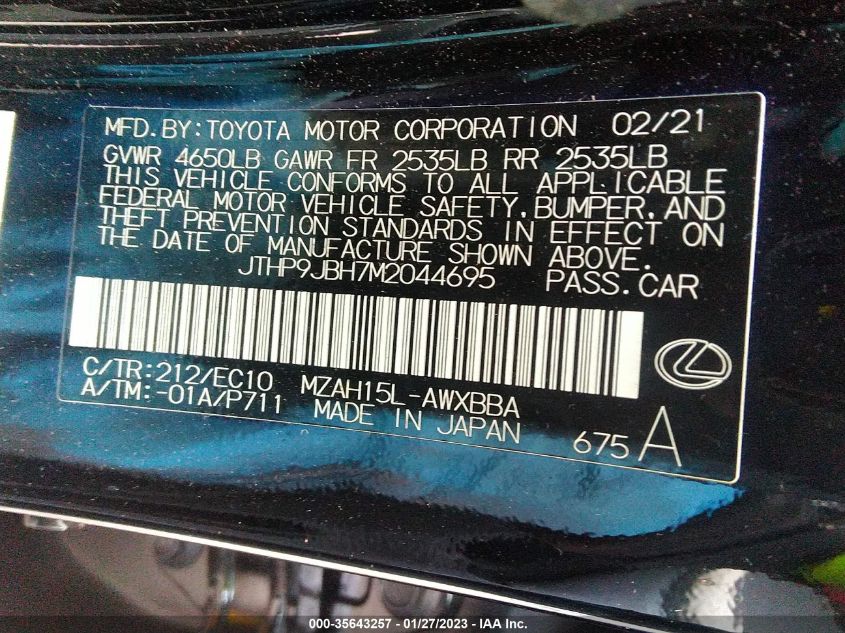 MFD.BY:TOYOTA MOTOR CORPORATION 02/21
GVWR 4650LB GAWR FR 2535LB RR 2535LB
THIS VEHICLE CONFORMS TO ALL APPLICABLE
FEDERAL MOTOR VEHICLE SAFETY,BUMPER,AND
THEFT PREVENTION STANDARDS IN EFFECT ON
THE DATE OF MANUFACTURE SHOWN ABOVE.
JTHP9JBH7M2044695 PASS.CAR
C/TR:212/EC10 MZAH15L-AWXBBA
A/TM:-01A/P711 MADE IN JAPAN 675 A
000-35643257 - 01/27/2023 - IAA Inc.